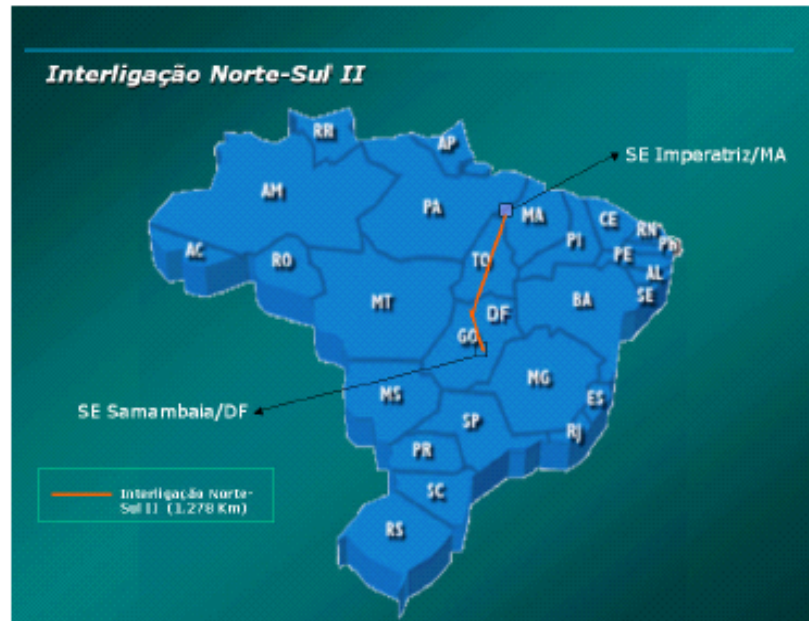 Interligação Norte-Sul II
RR
AP
SE Imperatriz/MA
AM
PA
MA
CE
RN
PB
PI
PE
AC
RO
TO
AL
SE
MT
BA
DF
GO
MG
MS
ES
SE Samambaia/DF
SP
RJ
PR
Interligação Norte-
Sul II (1.278 Km)
SC
RS